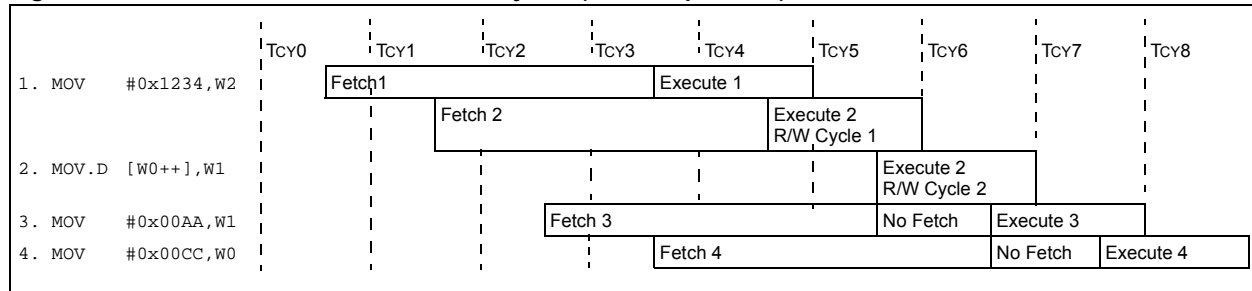 TCY0 TCY1 TCY2 TCY3 TCY4 TCY5 TCY6 TCY7 TCY8
1. MOV #0x1234,W2 Fetch1 Execute 1
Fetch 2 Execute 2
R/W Cycle 1
2. MOV.D [W0++],W1 Execute 2
R/W Cycle 2
3. MOV #0x00AA,W1 Fetch 3 No Fetch Execute 3
4. MOV #0x00CC,W0 Fetch 4 No Fetch Execute 4